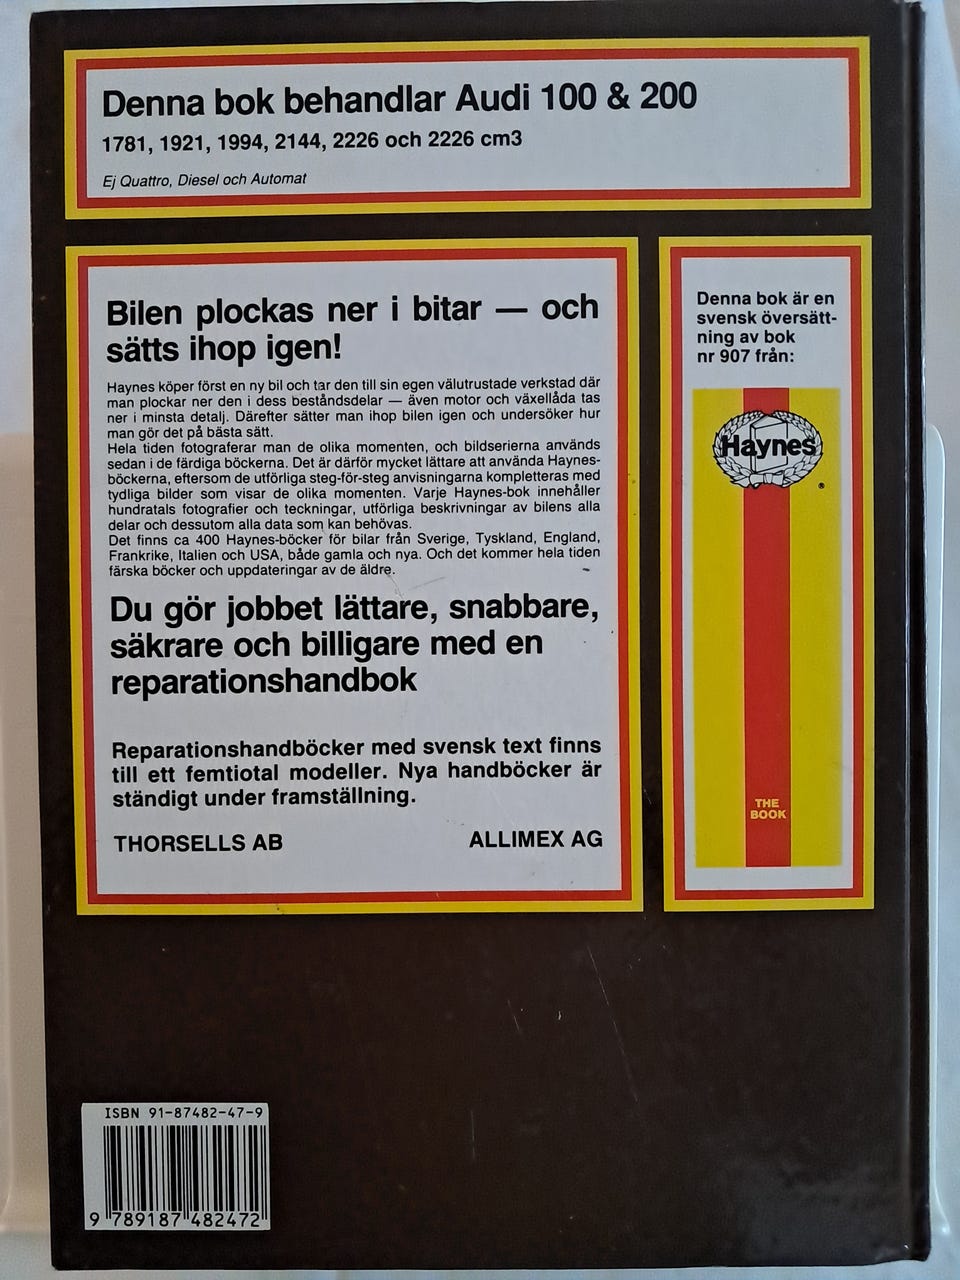 Denna bok behandlar Audi 100 & 200
1781, 1921, 1994, 2144, 2226 och 2226 cm3
Ej Quattro, Diesel och Automat
Bilen plockas ner i bitar — och
sätts ihop igen!
Haynes köper först en ny bil och tar den till sin egen välutrustade verkstad där
man plockar ner den i dess beståndsdelar — även motor och växellåda tas
ner i minsta detalj. Därefter sätter man ihop bilen igen och undersöker hur
man gör det på bästa sätt.
Hela tiden fotograferar man de olika momenten, och bildserierna används
sedan i de färdiga böckerna. Det är därför mycket lättare att använda Haynes-
böckerna, eftersom de utförliga steg-för-steg anvisningarna kompletteras med
tydliga bilder som visar de olika momenten. Varje Haynes-bok innehåller
hundratals fotografier och teckningar, utförliga beskrivningar av bilens alla
delar och dessutom alla data som kan behövas.
Det finns ca 400 Haynes-böcker för bilar från Sverige, Tyskland, England,
Frankrike, Italien och USA, både gamla och nya. Och det kommer hela tiden
färska böcker och uppdateringar av de äldre.
Du gör jobbet lättare, snabbare,
säkrare och billigare med en
reparationshandbok
Reparationshandböcker med svensk text finns
till ett femtiotal modeller. Nya handböcker är
ständigt under framställning.
THORSELLS AB ALLIMEX AG
Denna bok är en
svensk översätt-
ning av bok
nr 907 från:
Haynes
®
THE
BOOK
ISBN 91-87482-47-9
9 789187 482472